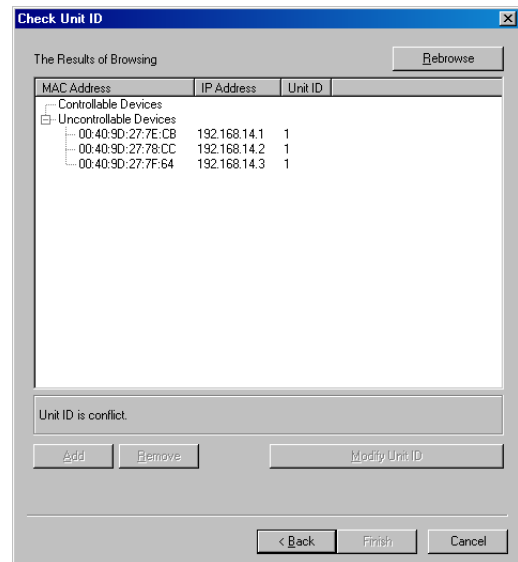 Check Unit ID
The Results of Browsing Rebrowse
MAC Address IP Address Unit ID
Controllable Devices
Uncontrollable Devices
00:40:9D:27:7E:CB 192.168.14.1 1
00:40:9D:27:78:CC 192.168.14.2 1
00:40:9D:27:7F:64 192.168.14.3 1
Unit ID is conflict.
Add Remove Modify Unit ID
< Back Finish Cancel